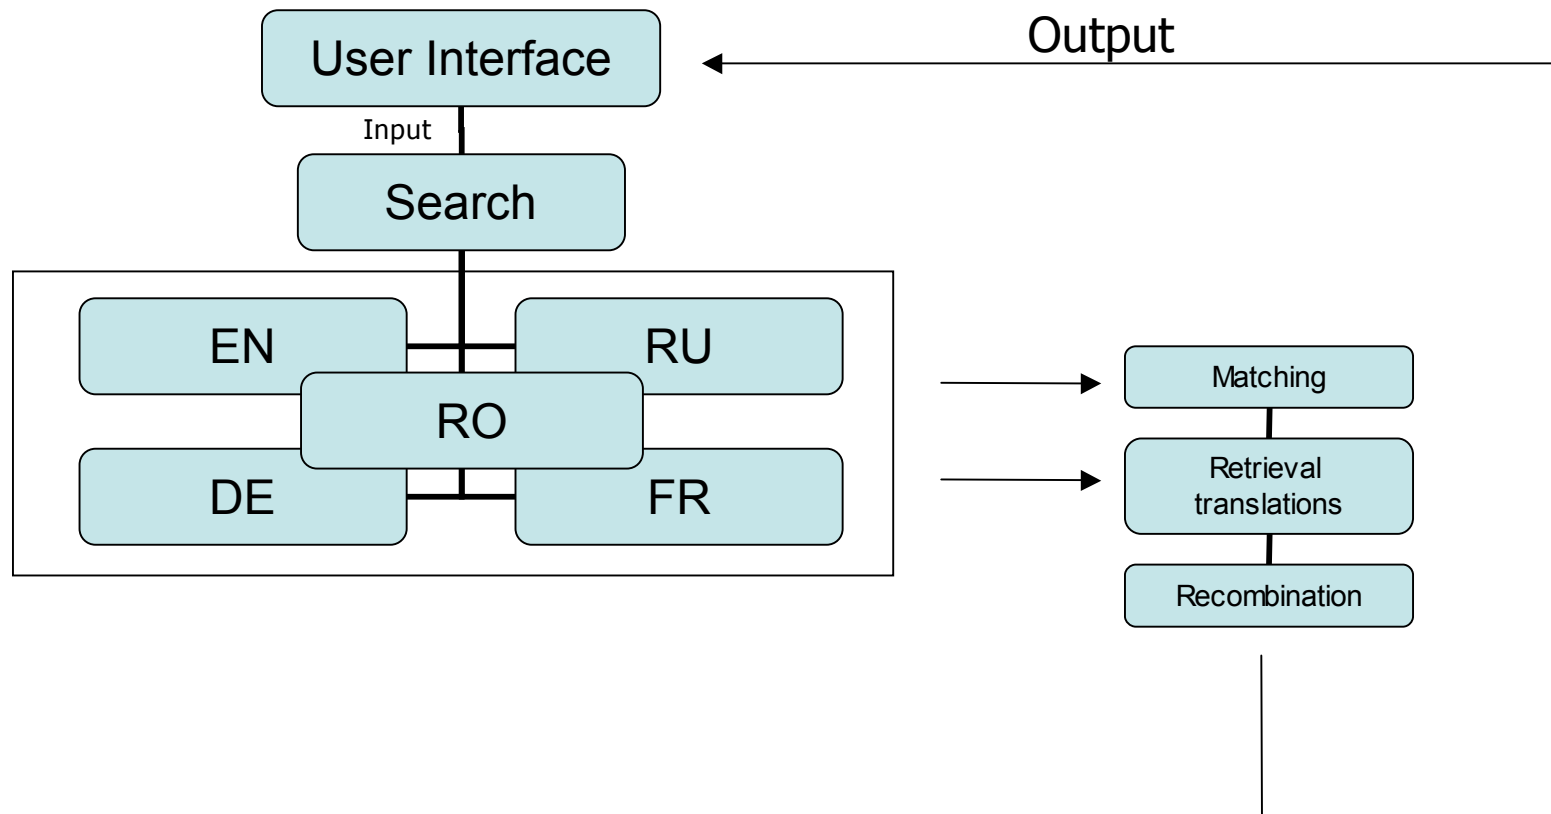 User Interface
Output
Input
Search
EN
RU
RO
DE
FR
Matching
Retrieval
translations
Recombination